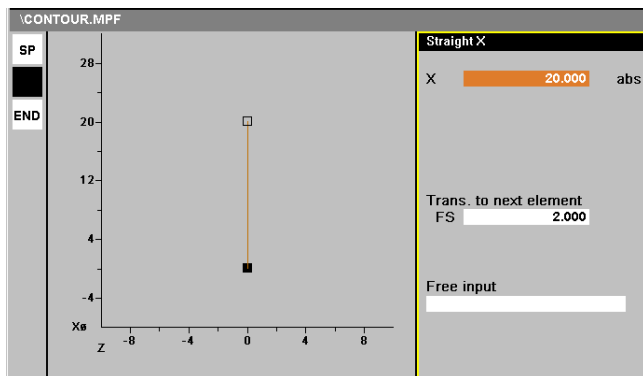 \CONTOUR.MPF
SP
END
28
20
12
4
-4
Xø
Z
-8
-4
0
4
8
Straight X
X 20.000 abs
Trans. to next element
FS 2.000
Free input